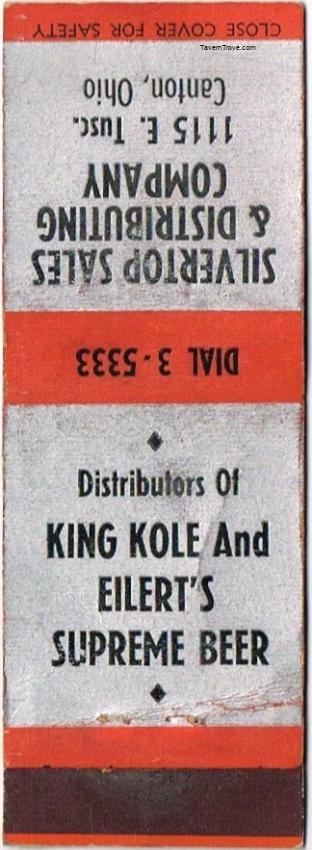 CLOSE COVER FOR SAFETY
TavernTrove.com
SILVERTOP SALES
& DISTRIBUTING
COMPANY
1115 E. Tusc.
Canton, Ohio
DIAL 3-5333
Distributors Of
KING KOLE And
EILERT'S
SUPREME BEER